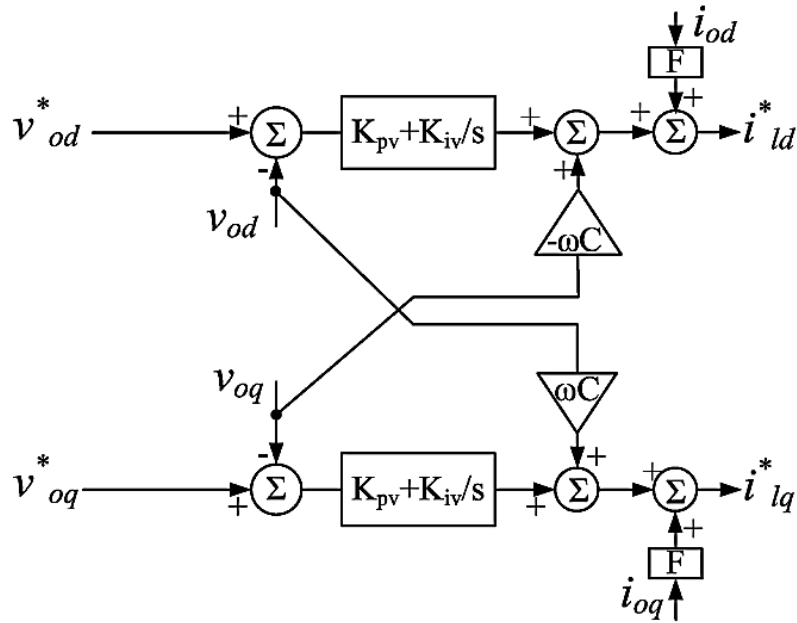 i_od
F
+ +
v*_od + Σ K_pv+K_iv/s + Σ + Σ i*_ld
- +
v_od
-ωC
v_oq
ωC
- +
v*_oq Σ K_pv+K_iv/s Σ + Σ i*_lq
+ + +
F
i_oq